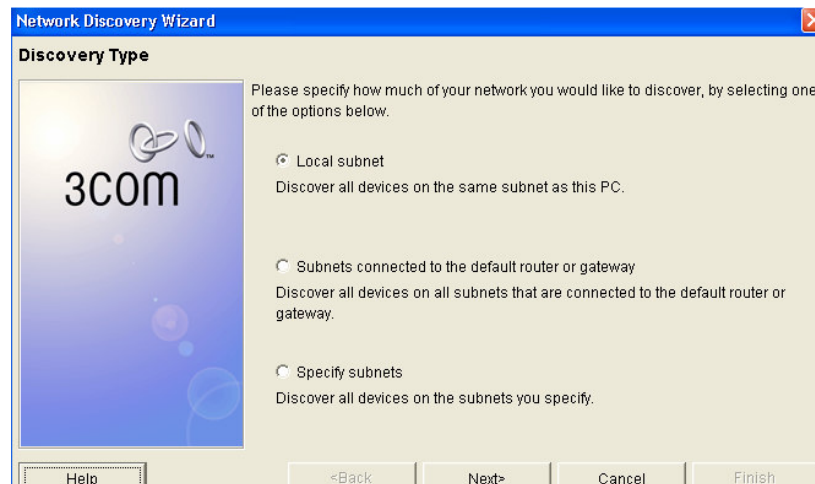 Network Discovery Wizard
Discovery Type
Please specify how much of your network you would like to discover, by selecting one
of the options below.
3COM
TM
Local subnet
Discover all devices on the same subnet as this PC.
Subnets connected to the default router or gateway
Discover all devices on all subnets that are connected to the default router or
gateway.
Specify subnets
Discover all devices on the subnets you specify.
Help
<Back
Next>
Cancel
Finish